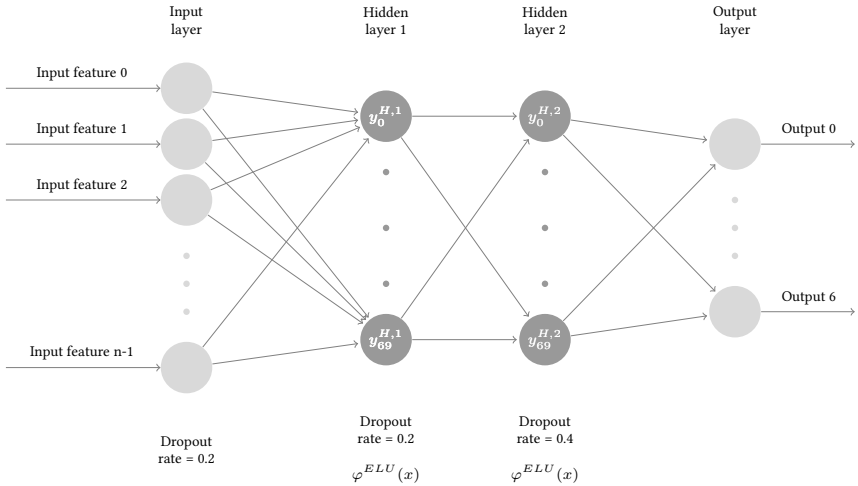 Input
layer
Hidden
layer 1
Hidden
layer 2
Output
layer
Input feature 0
Input feature 1
Input feature 2
Input feature n-1
y_0^{H,1}
y_69^{H,1}
y_0^{H,2}
y_69^{H,2}
Output 0
Output 6
Dropout
rate = 0.2
Dropout
rate = 0.2
φ^{ELU}(x)
Dropout
rate = 0.4
φ^{ELU}(x)